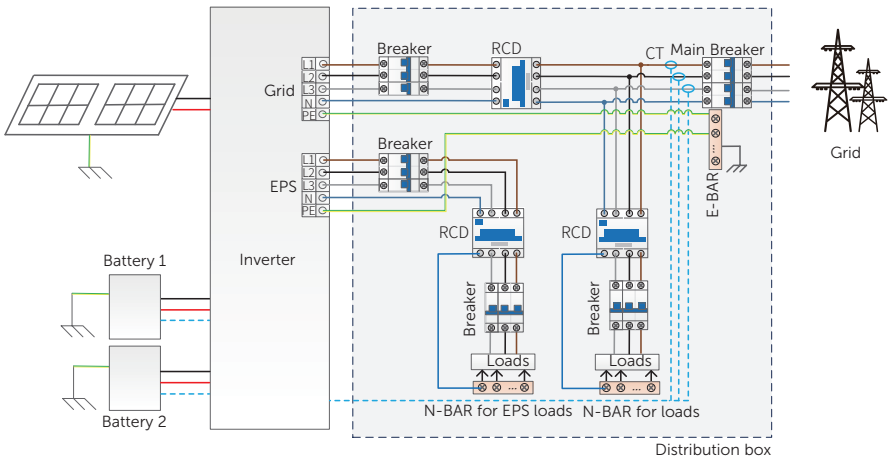 Breaker
RCD
CT
Main Breaker
L1
L2
L3
N
PE
Grid
Grid
E-BAR
Breaker
L1
L2
L3
N
PE
EPS
RCD
RCD
Battery 1
Inverter
Breaker
Breaker
Loads
Loads
...
...
...
N-BAR for EPS loads
N-BAR for loads
Battery 2
Distribution box